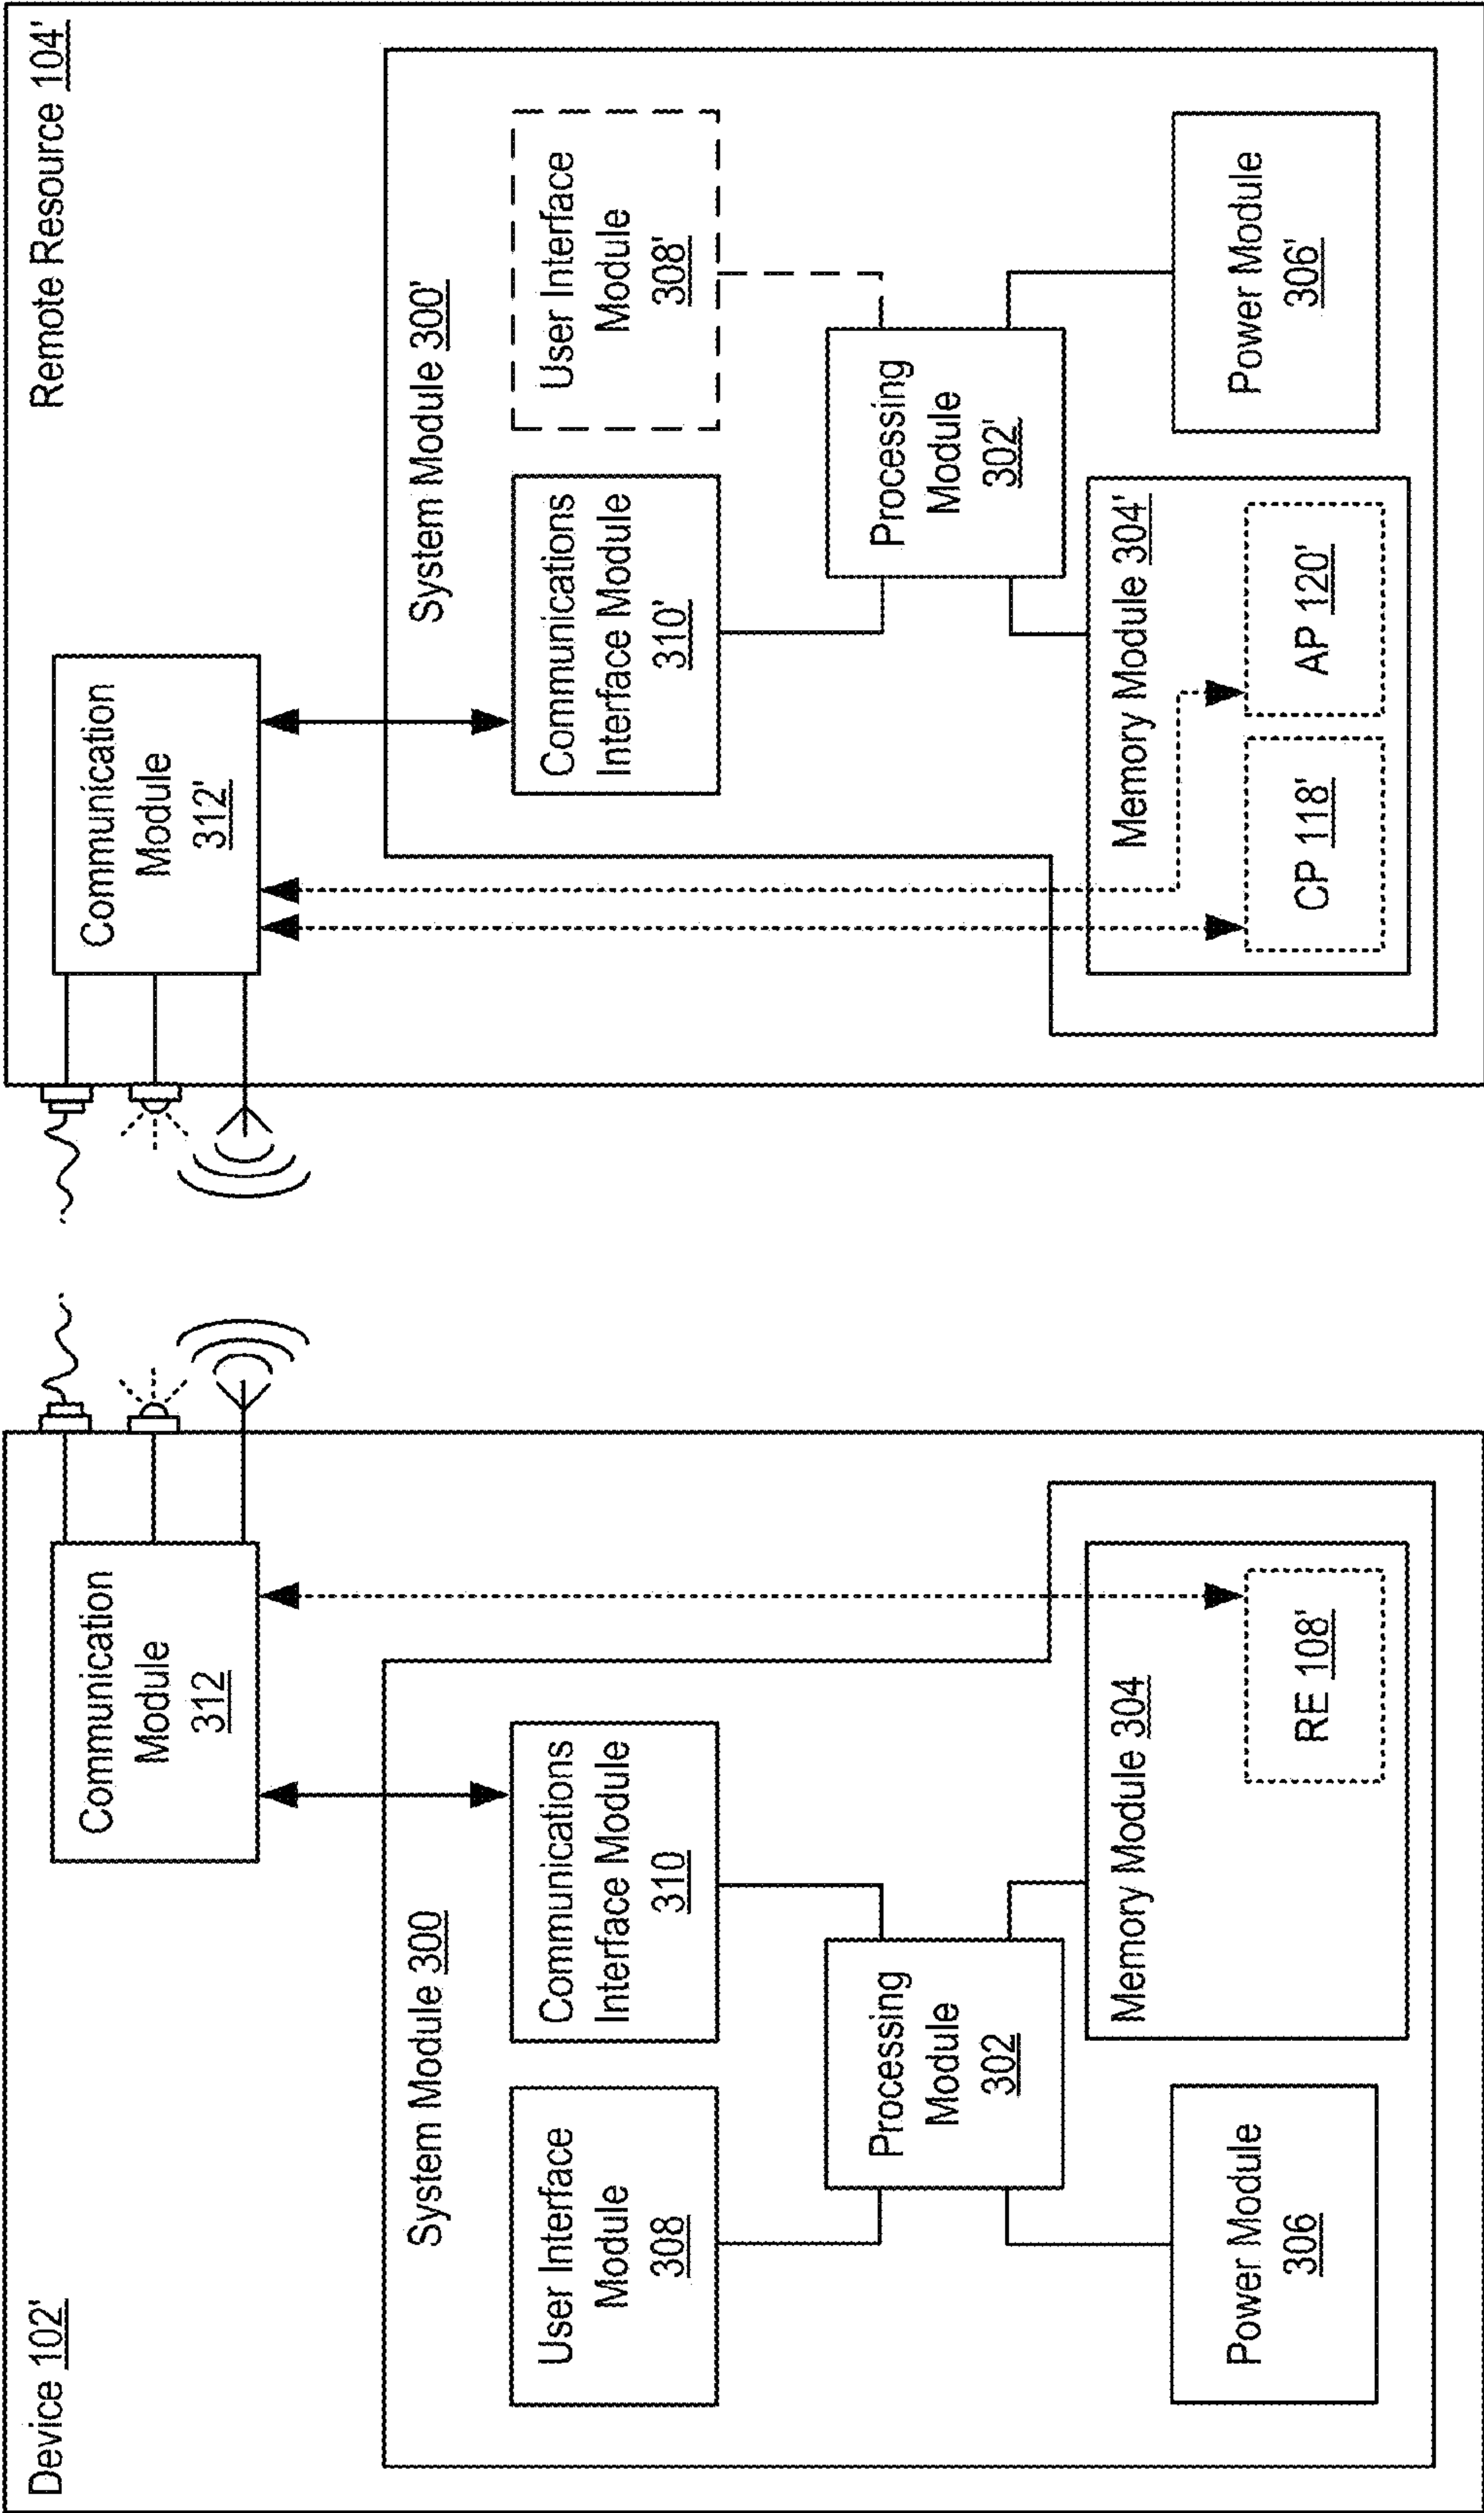 Device 102'
Communication
Module
312
System Module 300
User Interface
Module
308
Communications
Interface Module
310
Processing
Module
302
Power Module
306
Memory Module 304
RE 108'
Remote Resource 104'
Communication
Module
312'
System Module 300'
Communications
Interface Module
310'
User Interface
Module
308'
Processing
Module
302'
Memory Module 304'
CP 118'
AP 120'
Power Module
306'